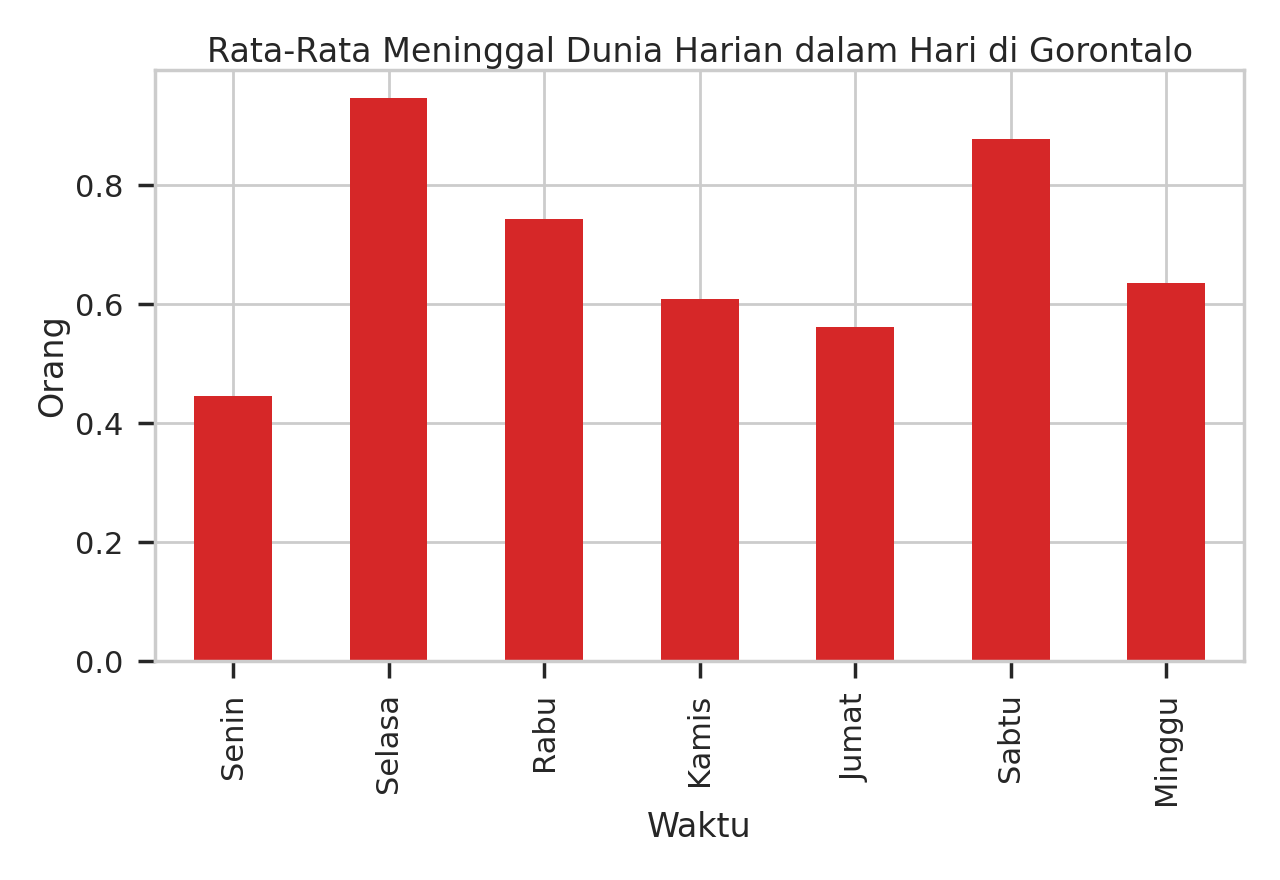 Rata-Rata Meninggal Dunia Harian dalam Hari di Gorontalo
Orang
0.8
0.6
0.4
0.2
0.0
Senin
Selasa
Rabu
Kamis
Jumat
Sabtu
Minggu
Waktu